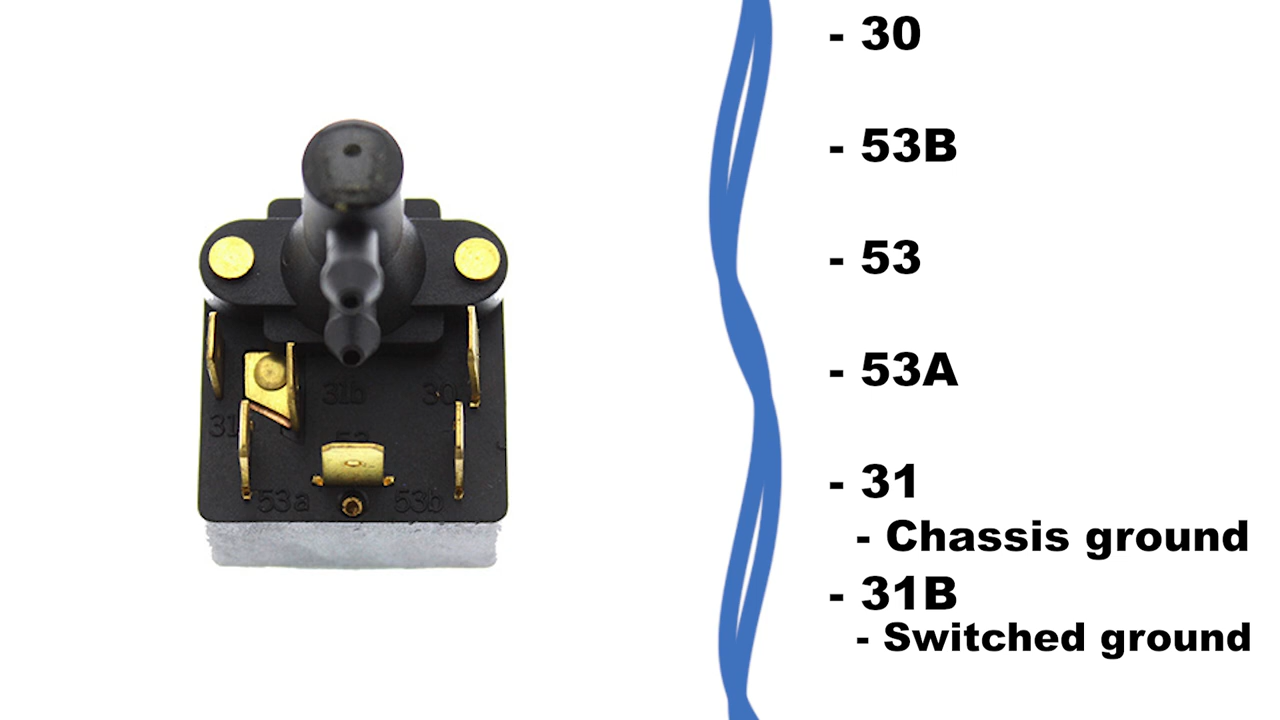 - 30
- 53B
- 53
- 53A
- 31
- Chassis ground
- 31B
- Switched ground
31b
30
31
53a
53b